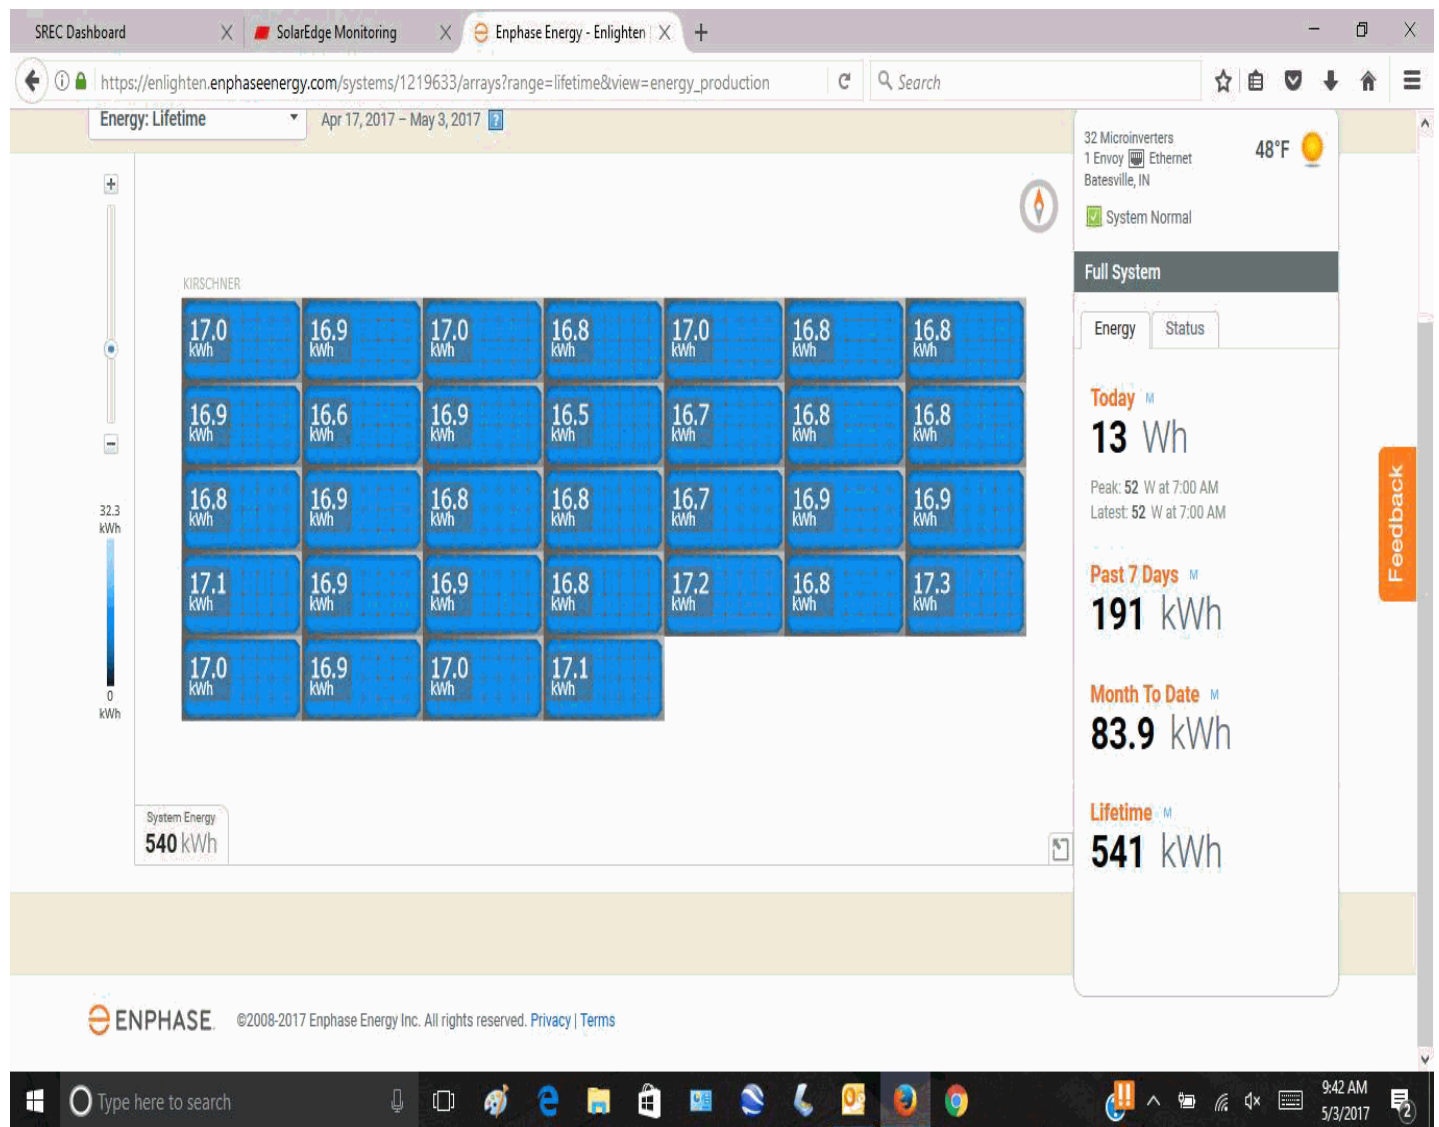 SREC Dashboard
SolarEdge Monitoring
Enphase Energy - Enlighten
https://enlighten.enphaseenergy.com/systems/1219633/arrays?range=lifetime&view=energy_production
Search
Energy: Lifetime
Apr 17, 2017 – May 3, 2017 ?
32.3
kWh
0
kWh
KIRSCHNER
17.0 kWh 16.9 kWh 17.0 kWh 16.8 kWh 17.0 kWh 16.8 kWh 16.8 kWh
16.9 kWh 16.6 kWh 16.9 kWh 16.5 kWh 16.7 kWh 16.8 kWh 16.8 kWh
16.8 kWh 16.9 kWh 16.8 kWh 16.8 kWh 16.7 kWh 16.9 kWh 16.9 kWh
17.1 kWh 16.9 kWh 16.9 kWh 16.8 kWh 17.2 kWh 16.8 kWh 17.3 kWh
17.0 kWh 16.9 kWh 17.0 kWh 17.1 kWh
System Energy
540 kWh
32 Microinverters
1 Envoy Ethernet
Batesville, IN
48°F
System Normal
Full System
Energy Status
Today M
13 Wh
Peak: 52 W at 7:00 AM
Latest: 52 W at 7:00 AM
Past 7 Days M
191 kWh
Month To Date M
83.9 kWh
Lifetime M
541 kWh
Feedback
ENPHASE. ©2008-2017 Enphase Energy Inc. All rights reserved. Privacy | Terms
Type here to search
9:42 AM
5/3/2017
2